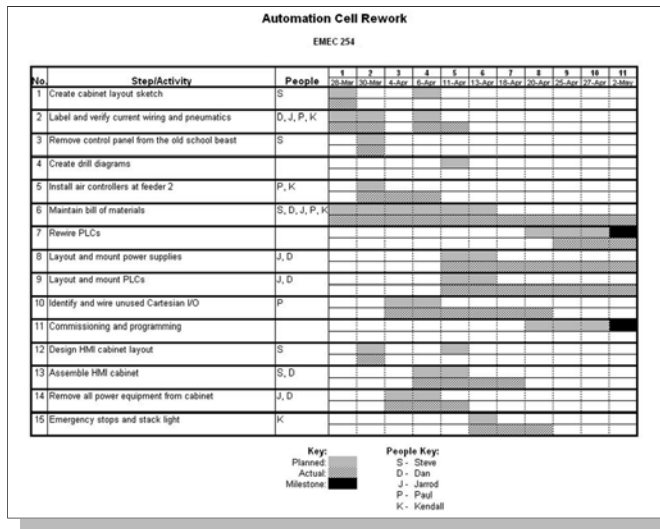 Automation Cell Rework
EMEC 254
1 2 3 4 5 6 7 8 9 10 11
No. Step/Activity People 28-Mar 30-Mar 4-Apr 6-Apr 11-Apr 13-Apr 18-Apr 20-Apr 25-Apr 27-Apr 2-May
1 Create cabinet layout sketch S
2 Label and verify current wiring and pneumatics D, J, P, K
3 Remove control panel from the old school beast S
4 Create drill diagrams
5 Install air controllers at feeder 2 P, K
6 Maintain bill of materials S, D, J, P, K
7 Rewire PLCs
8 Layout and mount power supplies J, D
9 Layout and mount PLCs J, D
10 Identify and wire unused Cartesian I/O P
11 Commissioning and programming
12 Design HMI cabinet layout S
13 Assemble HMI cabinet S, D
14 Remove all power equipment from cabinet J, D
15 Emergency stops and stack light K
Key: People Key:
Planned: S - Steve
Actual: D - Dan
Milestone: J - Jarrod
P - Paul
K - Kendall